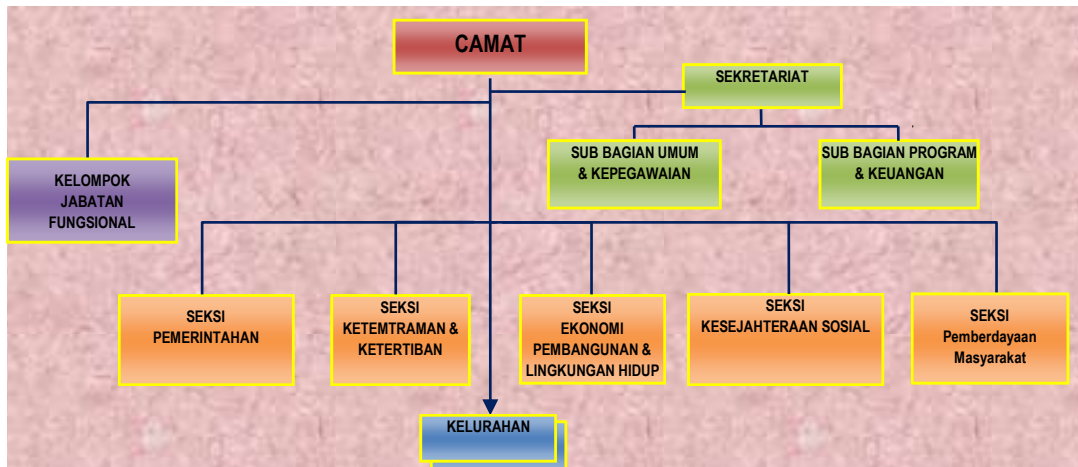 CAMAT
SEKRETARIAT
SUB BAGIAN UMUM
& KEPEGAWAIAN
SUB BAGIAN PROGRAM
& KEUANGAN
KELOMPOK
JABATAN
FUNGSIONAL
SEKSI
PEMERINTAHAN
SEKSI
KETEMTRAMAN &
KETERTIBAN
SEKSI
EKONOMI
PEMBANGUNAN &
LINGKUNGAN HIDUP
SEKSI
KESEJAHTERAAN SOSIAL
SEKSI
Pemberdayaan
Masyarakat
KELURAHAN